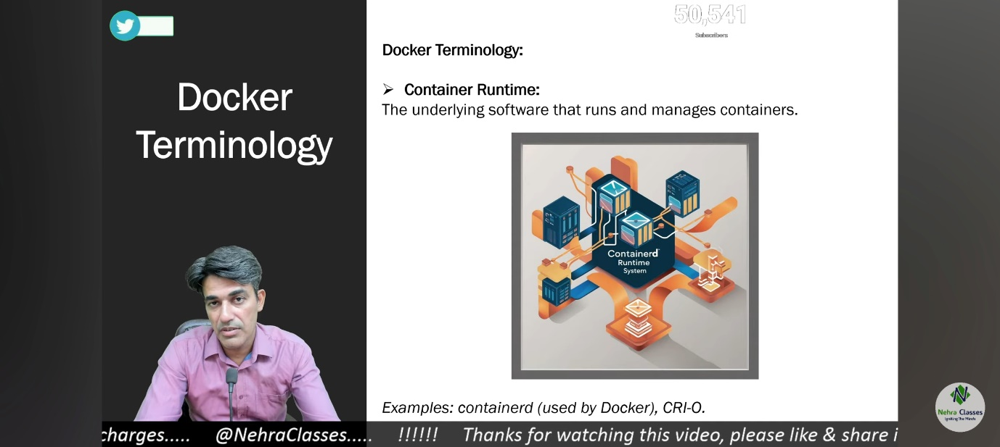 50,541
Subscribers
Docker
Terminology
Docker Terminology:
➢ Container Runtime:
The underlying software that runs and manages containers.
Containerd
Runtime
System
Examples: containerd (used by Docker), CRI-O.
Nehra Classes
Igniting The Minds
charges..... @NehraClasses..... !!!!!! Thanks for watching this video, please like & share i